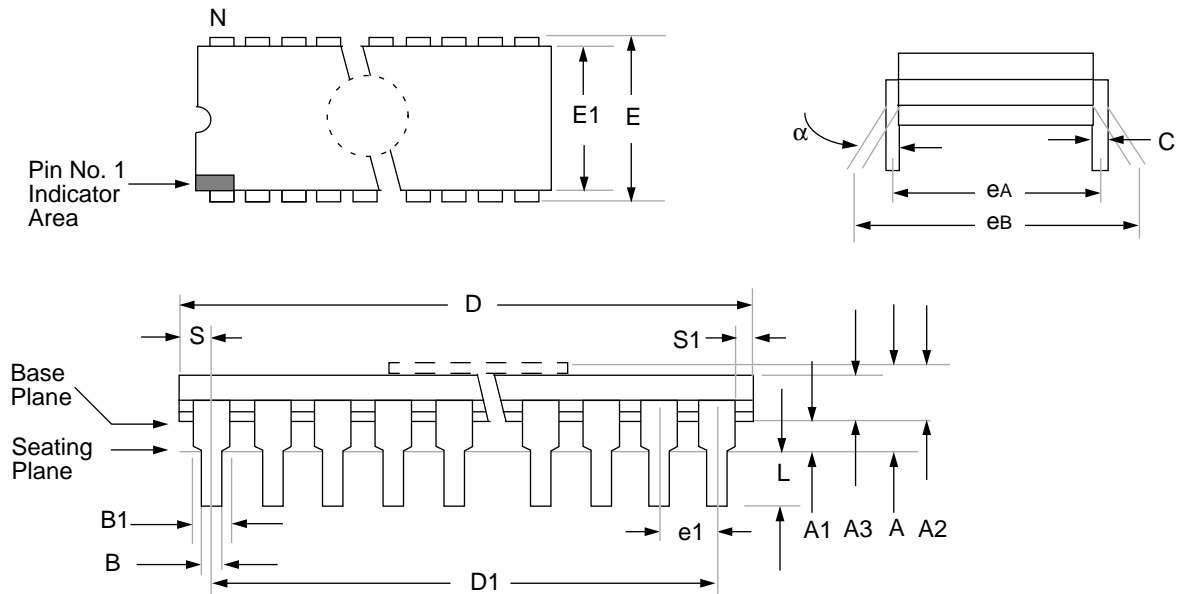 N
E1
E
Pin No. 1
Indicator
Area
α
C
eA
eB
D
S
S1
Base
Plane
Seating
Plane
L
B1
e1
A1
A3
A
A2
B
D1